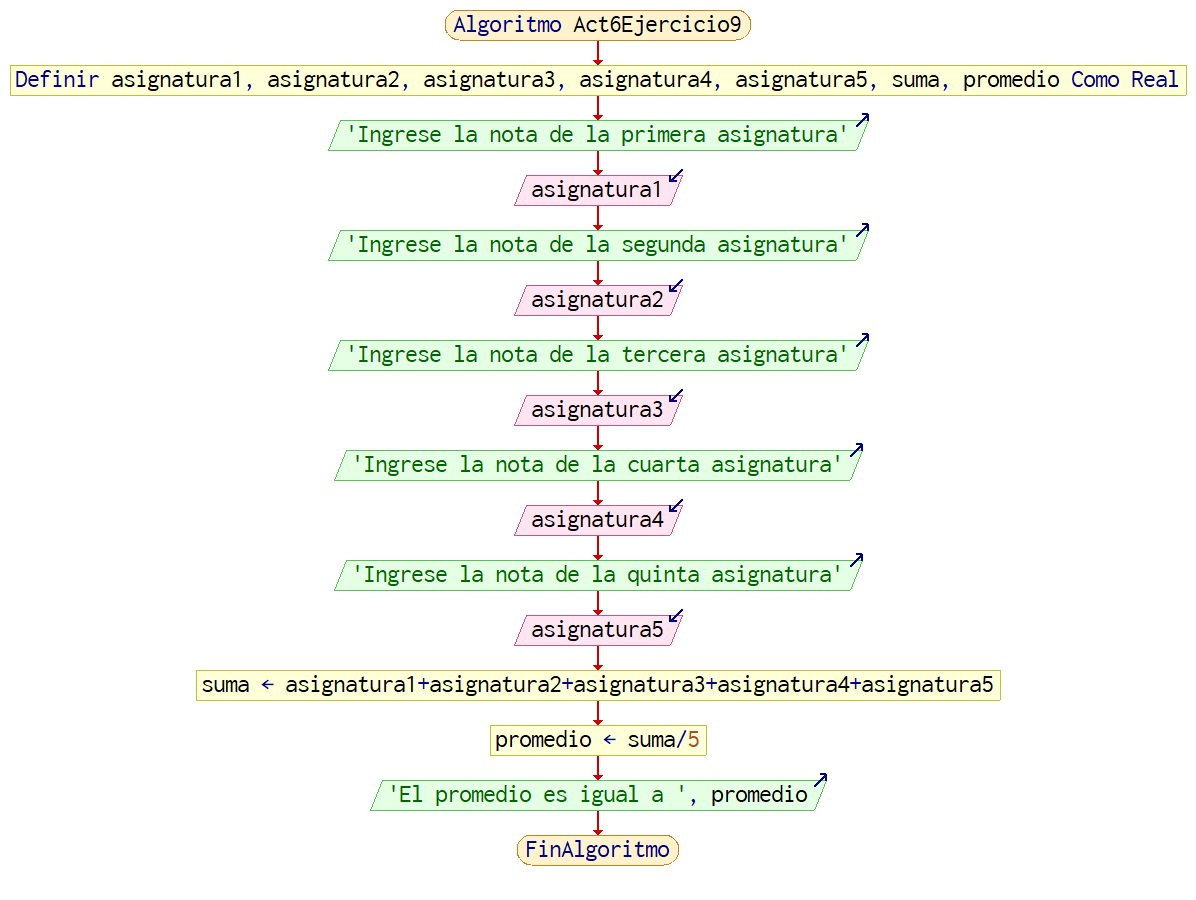 Algoritmo Act6Ejercicio9
Definir asignatura1, asignatura2, asignatura3, asignatura4, asignatura5, suma, promedio Como Real
'Ingrese la nota de la primera asignatura'
asignatura1
'Ingrese la nota de la segunda asignatura'
asignatura2
'Ingrese la nota de la tercera asignatura'
asignatura3
'Ingrese la nota de la cuarta asignatura'
asignatura4
'Ingrese la nota de la quinta asignatura'
asignatura5
suma ← asignatura1+asignatura2+asignatura3+asignatura4+asignatura5
promedio ← suma/5
'El promedio es igual a ', promedio
FinAlgoritmo